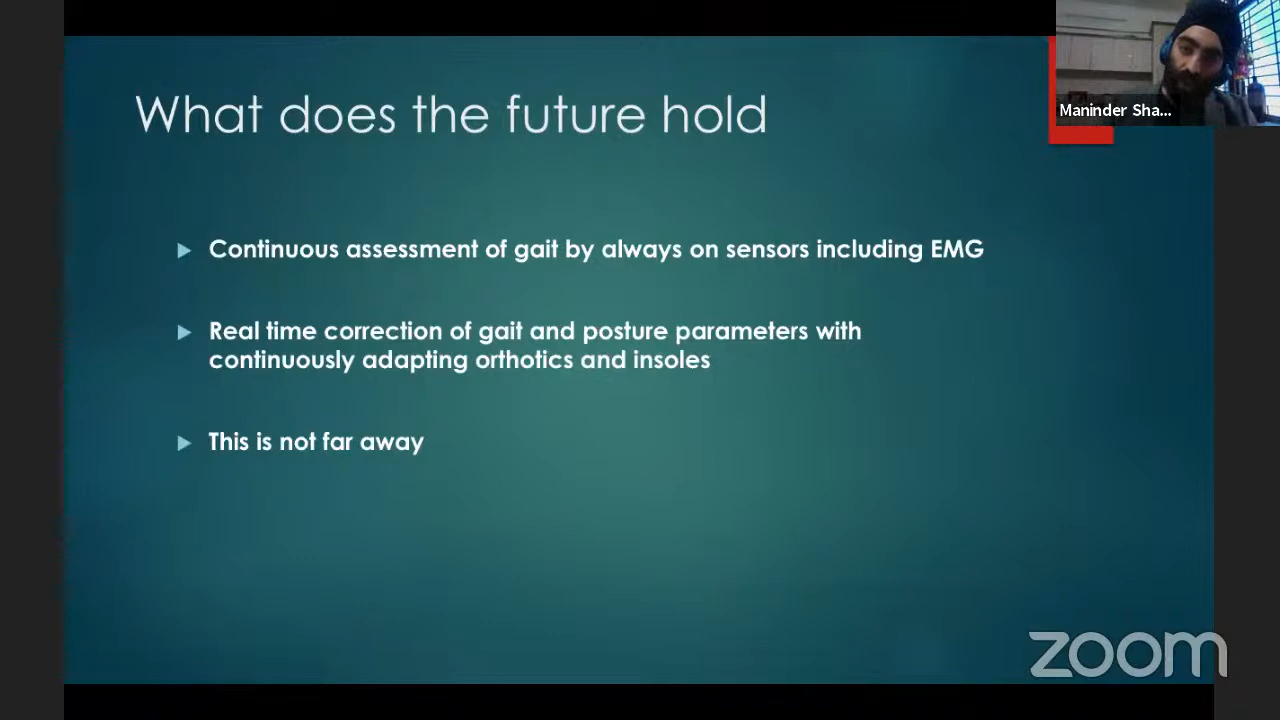 What does the future hold
Maninder Sha...
Continuous assessment of gait by always on sensors including EMG
Real time correction of gait and posture parameters with
continuously adapting orthotics and insoles
This is not far away
zoom